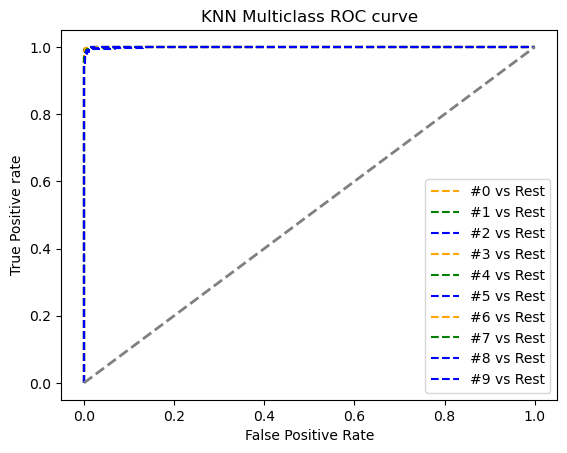 KNN Multiclass ROC curve
True Positive rate
1.0
0.8
0.6
0.4
0.2
0.0
#0 vs Rest
#1 vs Rest
#2 vs Rest
#3 vs Rest
#4 vs Rest
#5 vs Rest
#6 vs Rest
#7 vs Rest
#8 vs Rest
#9 vs Rest
0.0 0.2 0.4 0.6 0.8 1.0
False Positive Rate